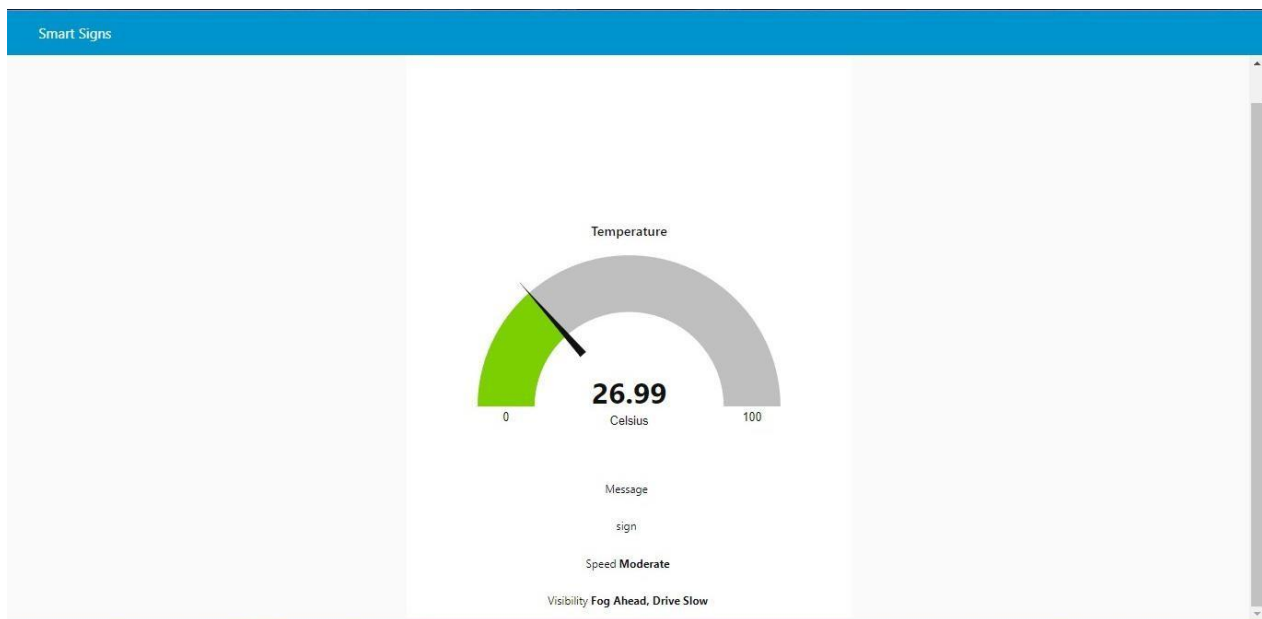 Smart Signs
Temperature
26.99
0
Celsius
100
Message
sign
Speed Moderate
Visibility Fog Ahead, Drive Slow